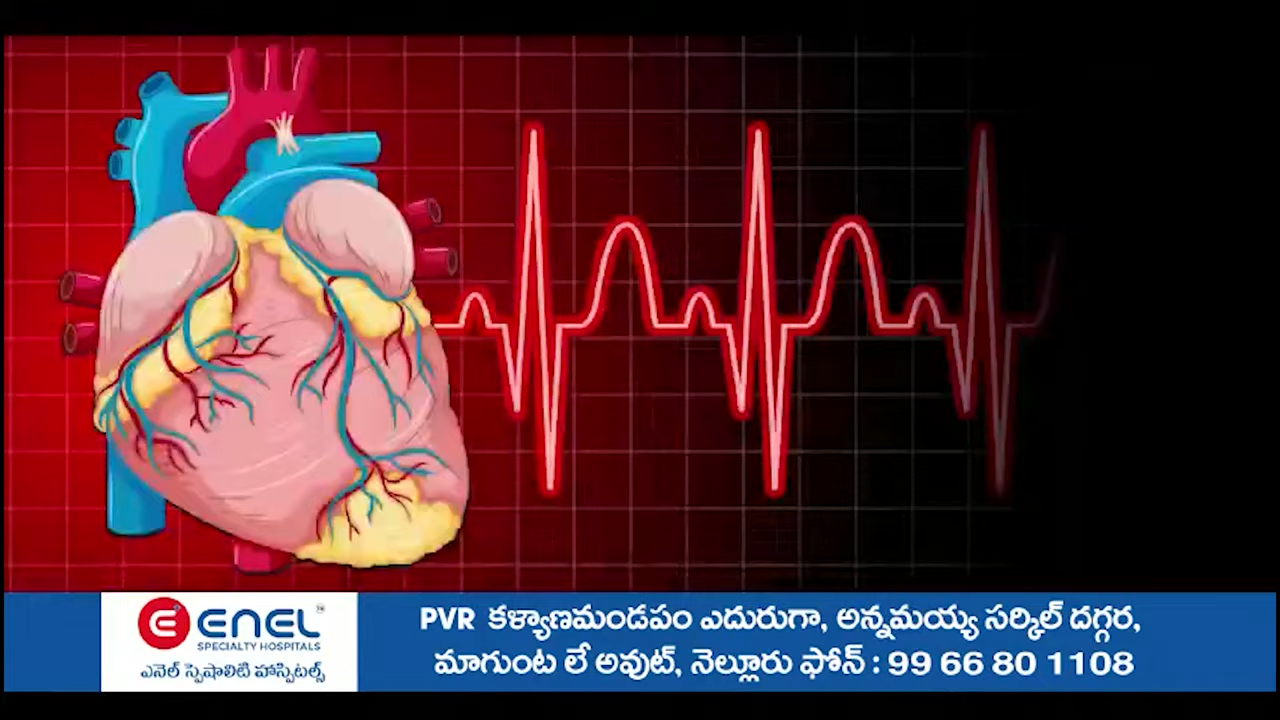 ENEL
SPECIALTY HOSPITALS
ఎనెల్ స్పెషాలిటి హాస్పిటల్స్
PVR కళ్యాణమండపం ఎదురుగా, అన్నమయ్య సర్కిల్ దగ్గర,
మాగుంట లే అవుట్, నెల్లూరు ఫోన్ : 99 66 80 1108